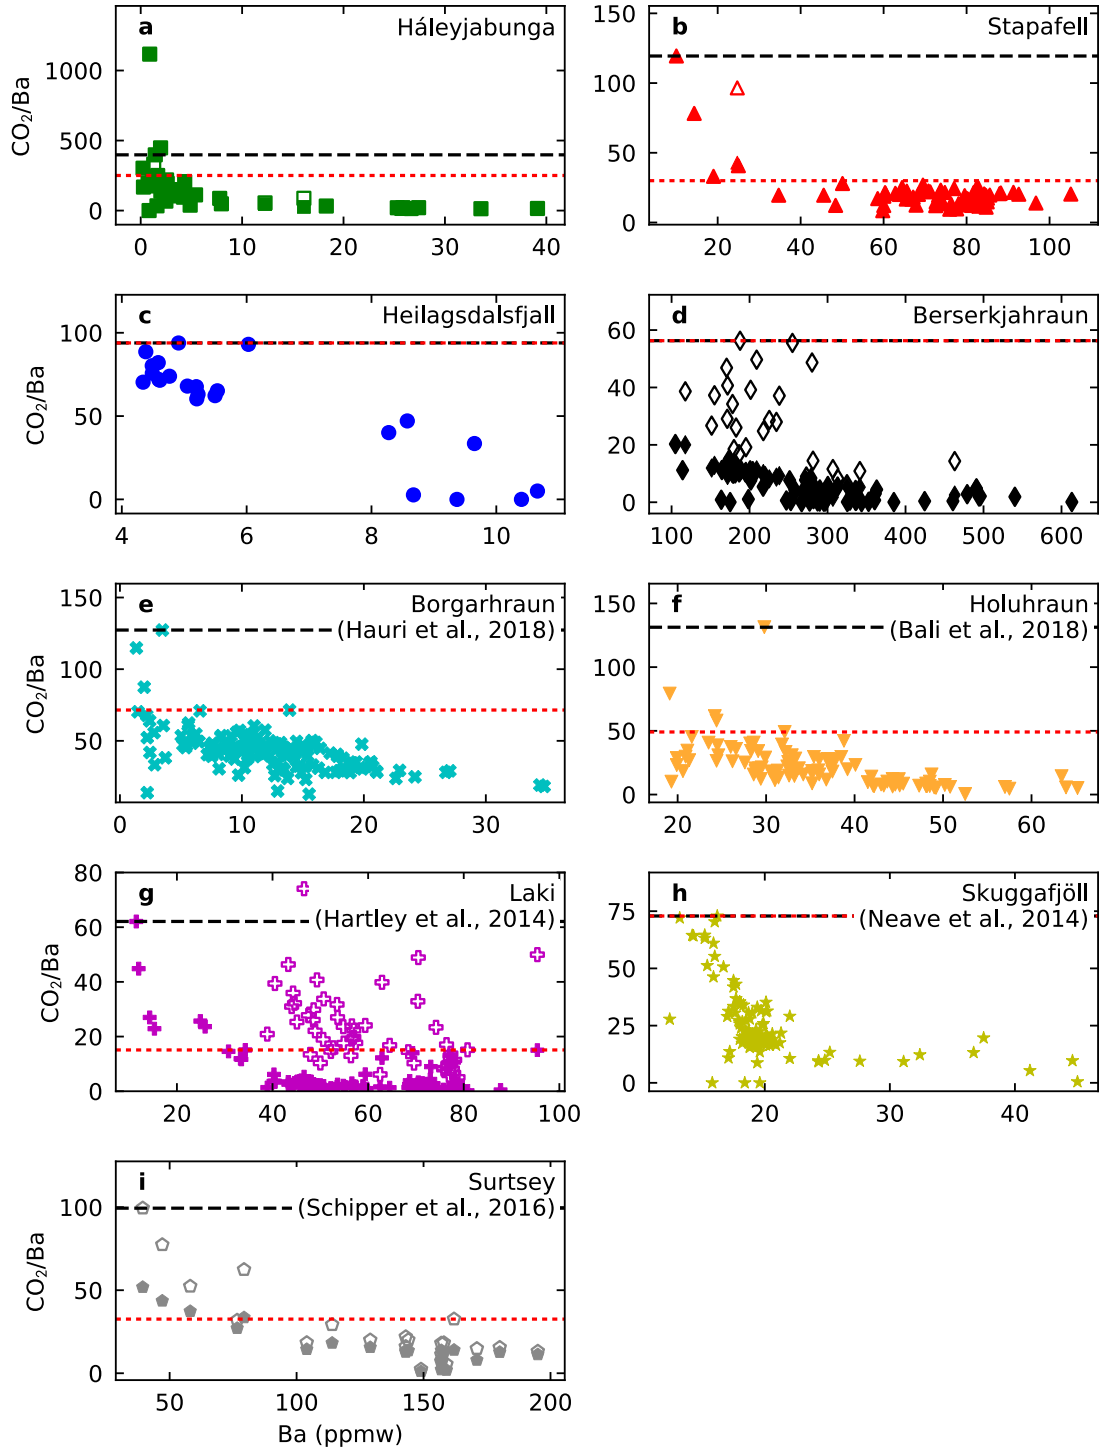 a Háleyjabunga
CO2/Ba
1000
500
0
0 10 20 30 40
b Stapafell
150
100
50
0
20 40 60 80 100
c Heilagsdalsfjall
CO2/Ba
100
50
0
4 6 8 10
d Berserkjahraun
60
40
20
0
100 200 300 400 500 600
e Borgarhraun
(Hauri et al., 2018)
CO2/Ba
150
100
50
0 10 20 30
f Holuhraun
(Bali et al., 2018)
150
100
50
0
20 30 40 50 60
g Laki
(Hartley et al., 2014)
CO2/Ba
80
60
40
20
0
20 40 60 80 100
h Skuggafjöll
(Neave et al., 2014)
75
50
25
0
20 30 40
i Surtsey
(Schipper et al., 2016)
CO2/Ba
100
50
0
50 100 150 200
Ba (ppmw)